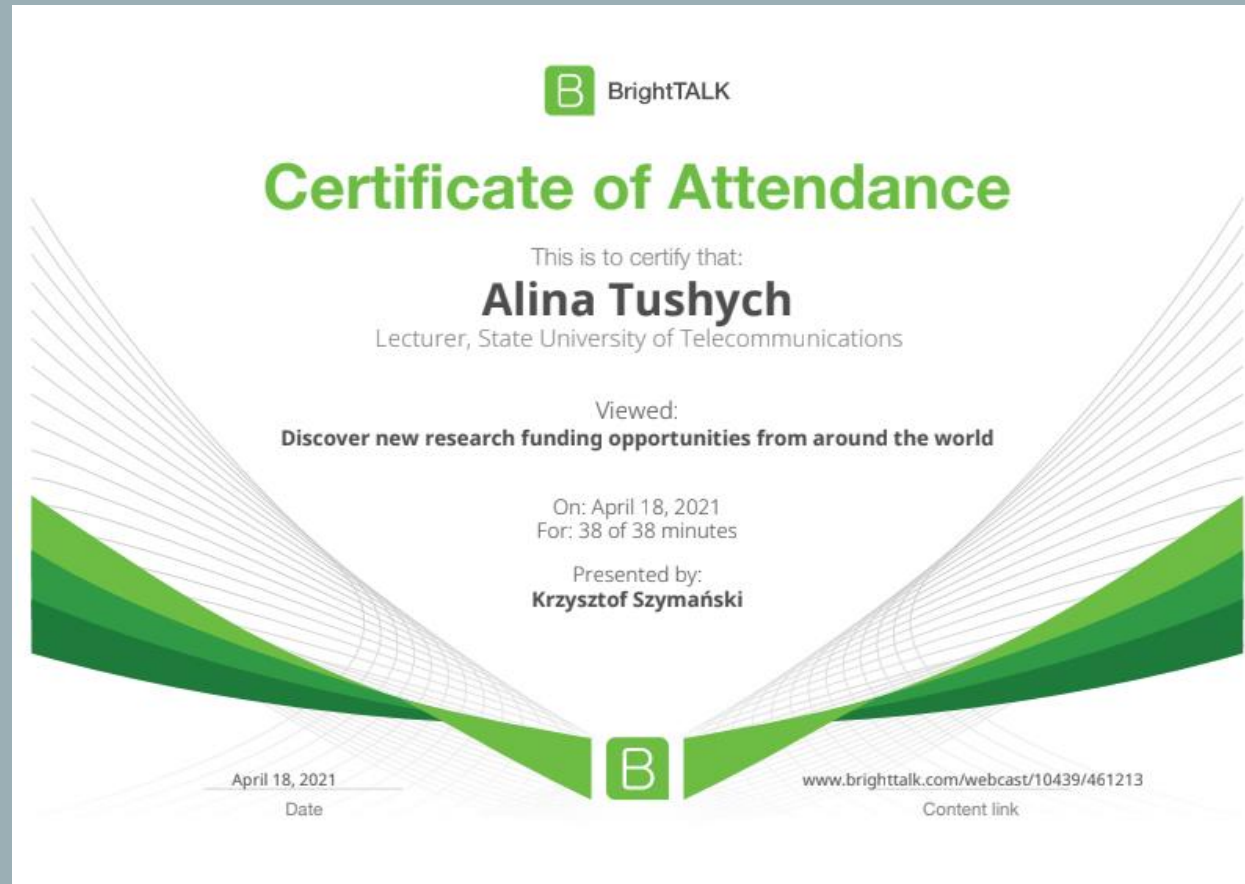 B BrightTALK
Certificate of Attendance
This is to certify that:
Alina Tushych
Lecturer, State University of Telecommunications
Viewed:
Discover new research funding opportunities from around the world
On: April 18, 2021
For: 38 of 38 minutes
Presented by:
Krzysztof Szymański
B
April 18, 2021
Date
www.brighttalk.com/webcast/10439/461213
Content link